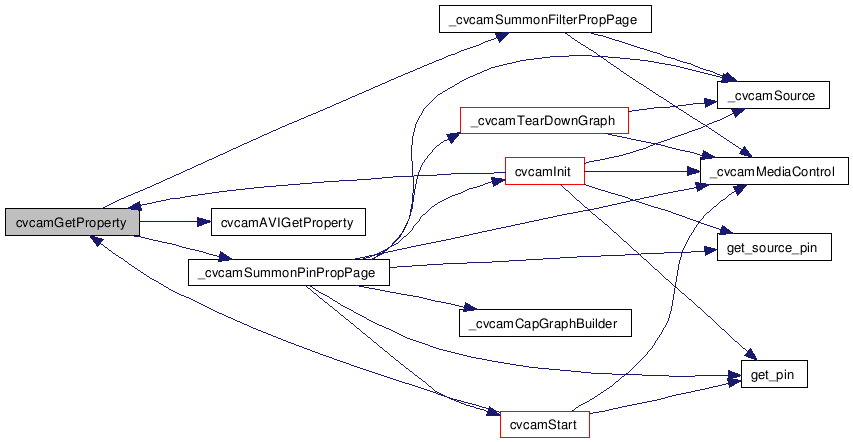 _cvcamSummonFilterPropPage
_cvcamSource
_cvcamTearDownGraph
cvcamInit
_cvcamMediaControl
cvcamGetProperty
cvcamAVIGetProperty
get_source_pin
_cvcamSummonPinPropPage
_cvcamCapGraphBuilder
get_pin
cvcamStart